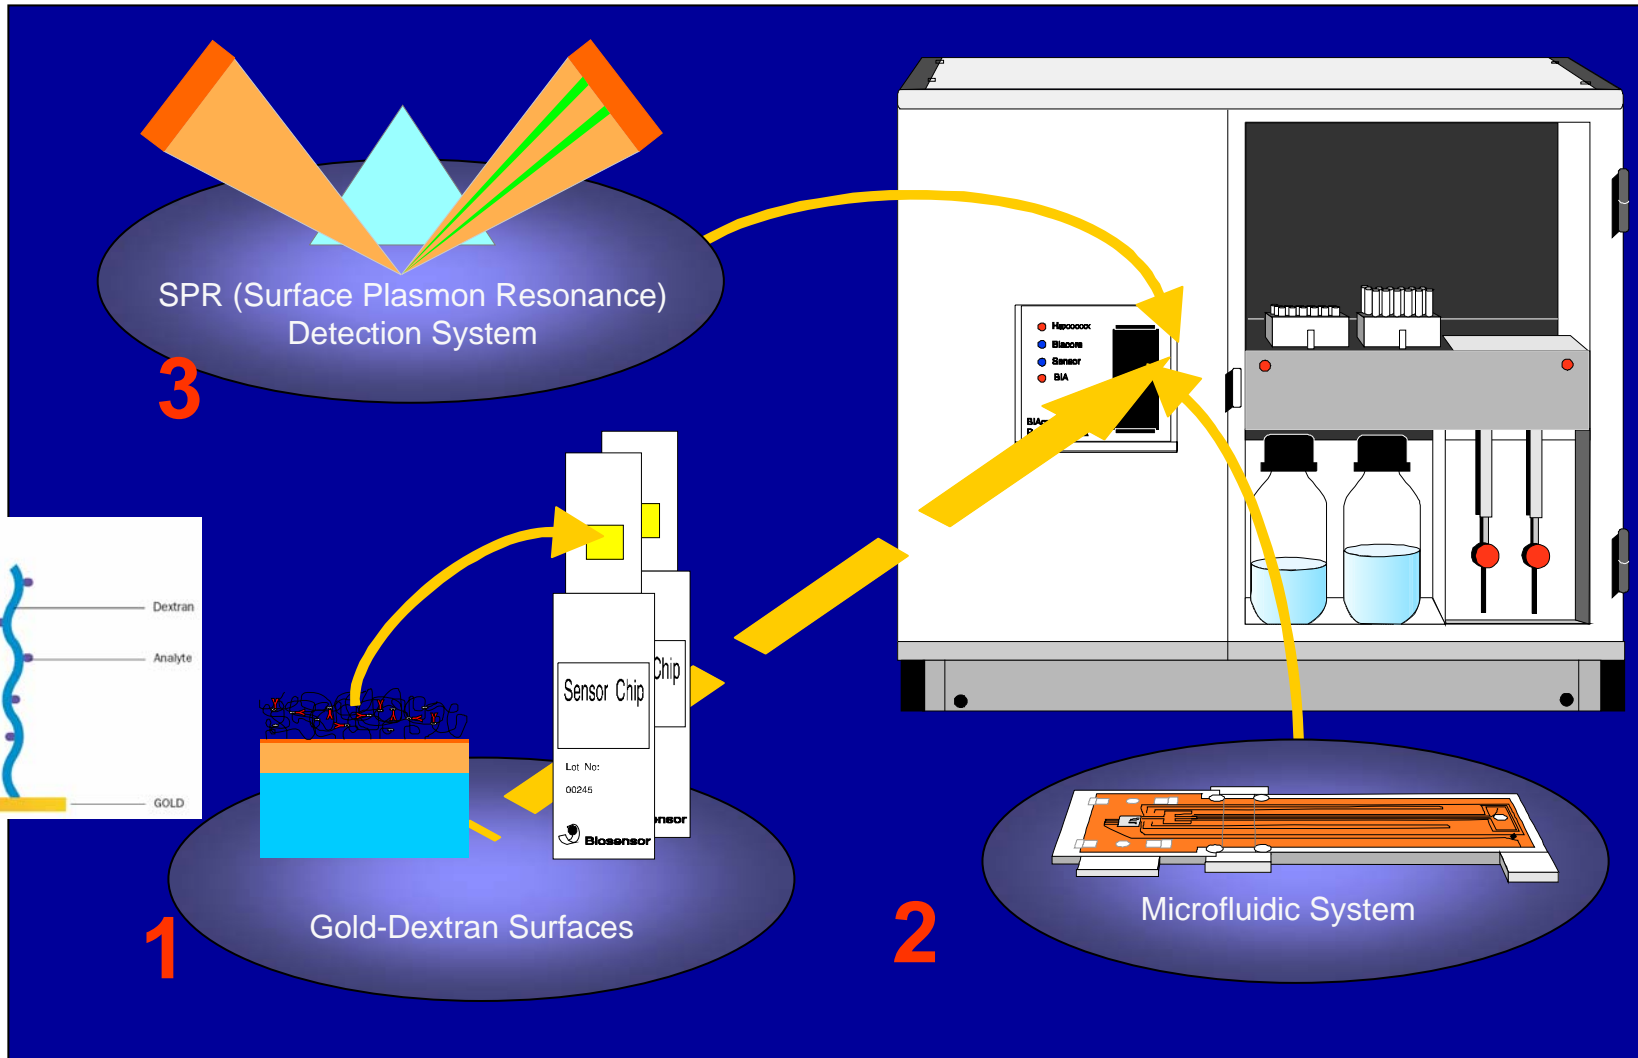 SPR (Surface Plasmon Resonance)
Detection System
3
Biacore
Sensor
BIA
Dextran
Analyte
GOLD
Sensor Chip
Chip
Lot No:
00245
Biosensor
ensor
Gold-Dextran Surfaces
1
Microfluidic System
2